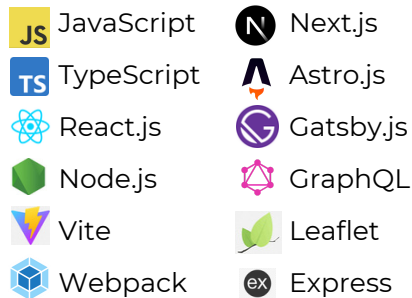 JS JavaScript
TS TypeScript
React.js
Node.js
Vite
Webpack
N Next.js
Astro.js
Gatsby.js
GraphQL
Leaflet
ex Express